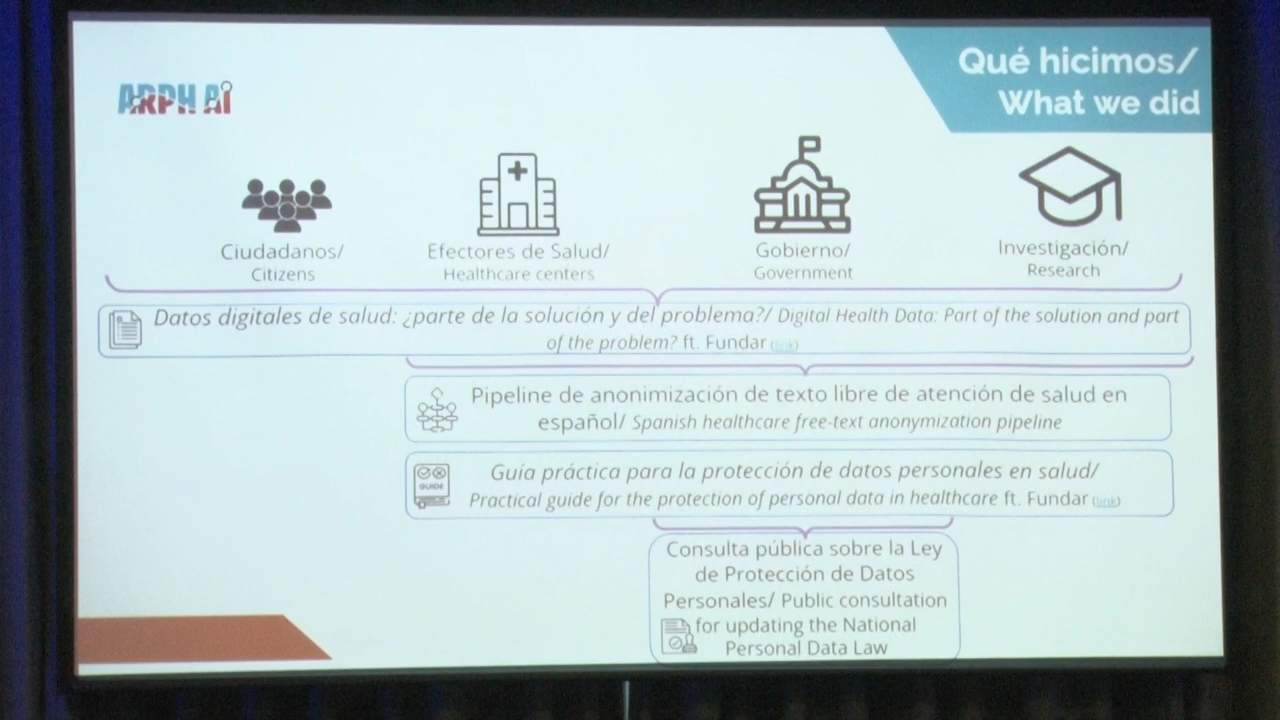 Qué hicimos/
What we did
ARPH AI
Ciudadanos/
Citizens
Efectores de Salud/
Healthcare centers
Gobierno/
Government
Investigación/
Research
Datos digitales de salud: ¿parte de la solución y del problema?/ Digital Health Data: Part of the solution and part
of the problem? ft. Fundar (link)
Pipeline de anonimización de texto libre de atención de salud en
español/ Spanish healthcare free-text anonymization pipeline
GUIDE
Guía práctica para la protección de datos personales en salud/
Practical guide for the protection of personal data in healthcare ft. Fundar (link)
Consulta pública sobre la Ley
de Protección de Datos
Personales/ Public consultation
for updating the National
Personal Data Law